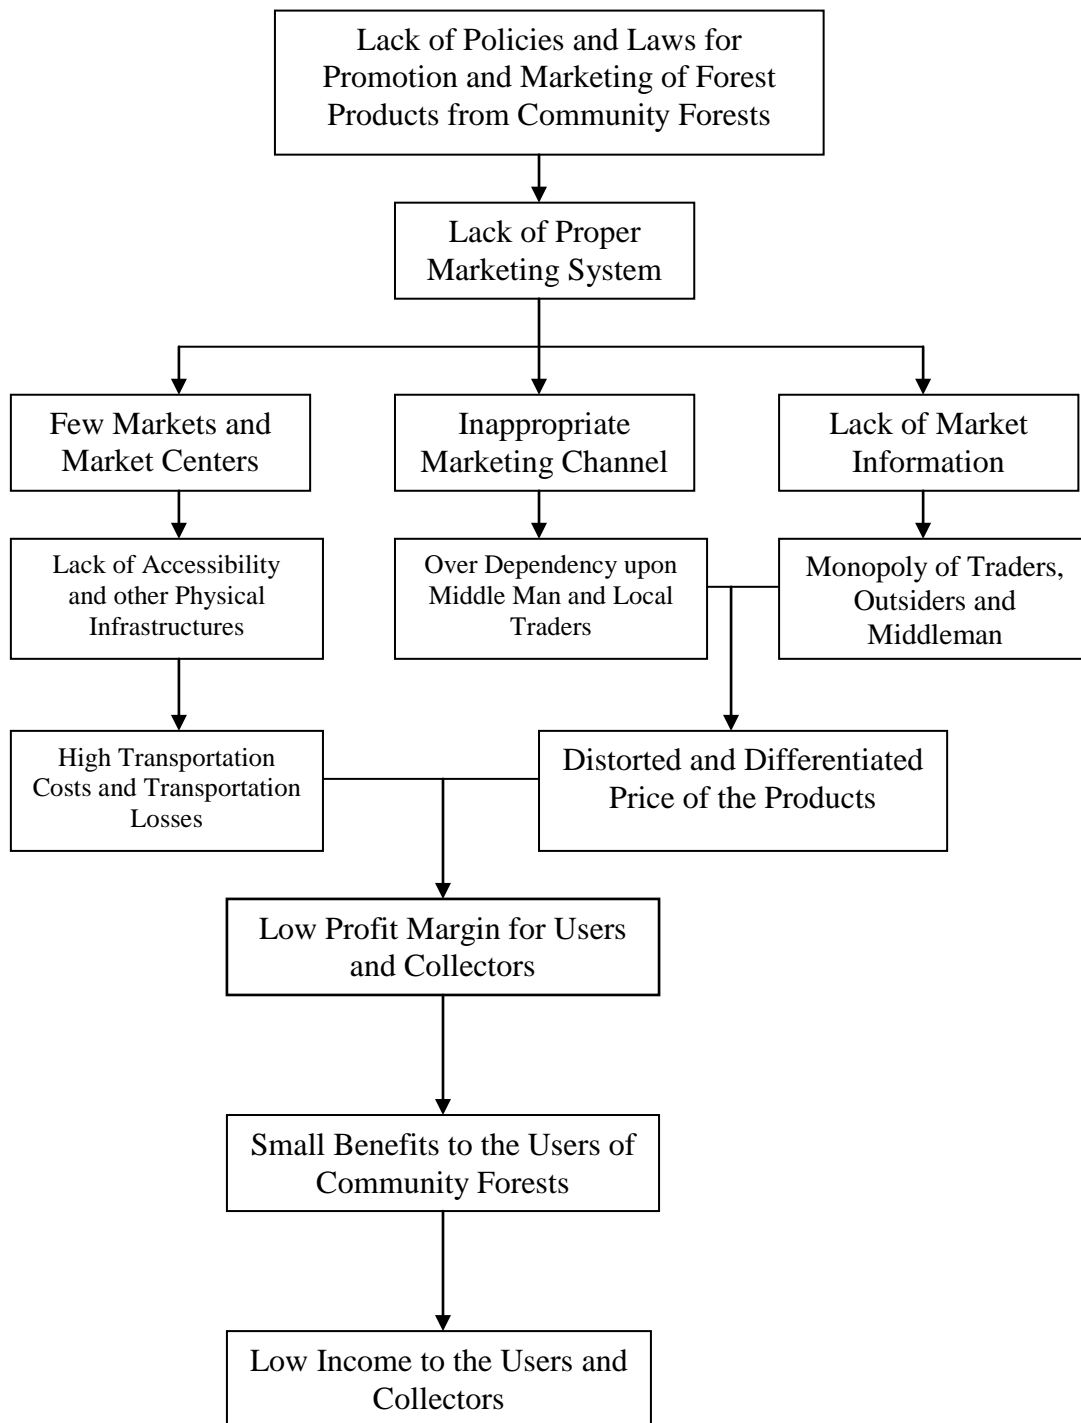 Lack of Policies and Laws for
Promotion and Marketing of Forest
Products from Community Forests
Lack of Proper
Marketing System
Few Markets and
Market Centers
Inappropriate
Marketing Channel
Lack of Market
Information
Lack of Accessibility
and other Physical
Infrastructures
Over Dependency upon
Middle Man and Local
Traders
Monopoly of Traders,
Outsiders and
Middleman
High Transportation
Costs and Transportation
Losses
Distorted and Differentiated
Price of the Products
Low Profit Margin for Users
and Collectors
Small Benefits to the Users of
Community Forests
Low Income to the Users and
Collectors